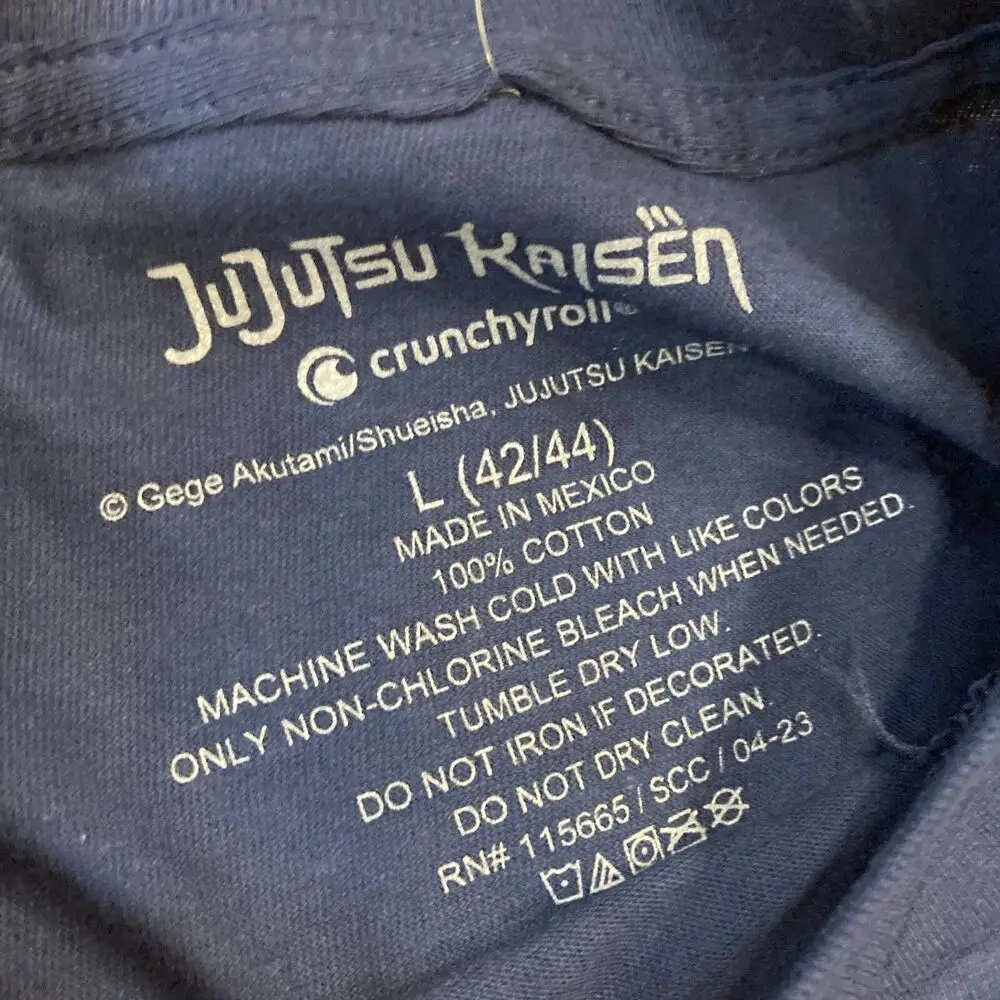 JUJUTSU KAISEN
crunchyroll®
© Gege Akutami/Shueisha, JUJUTSU KAISEN
L (42/44)
MADE IN MEXICO
100% COTTON
MACHINE WASH COLD WITH LIKE COLORS
ONLY NON-CHLORINE BLEACH WHEN NEEDED.
TUMBLE DRY LOW.
DO NOT IRON IF DECORATED.
DO NOT DRY CLEAN.
RN# 115665 / SCC / 04-23